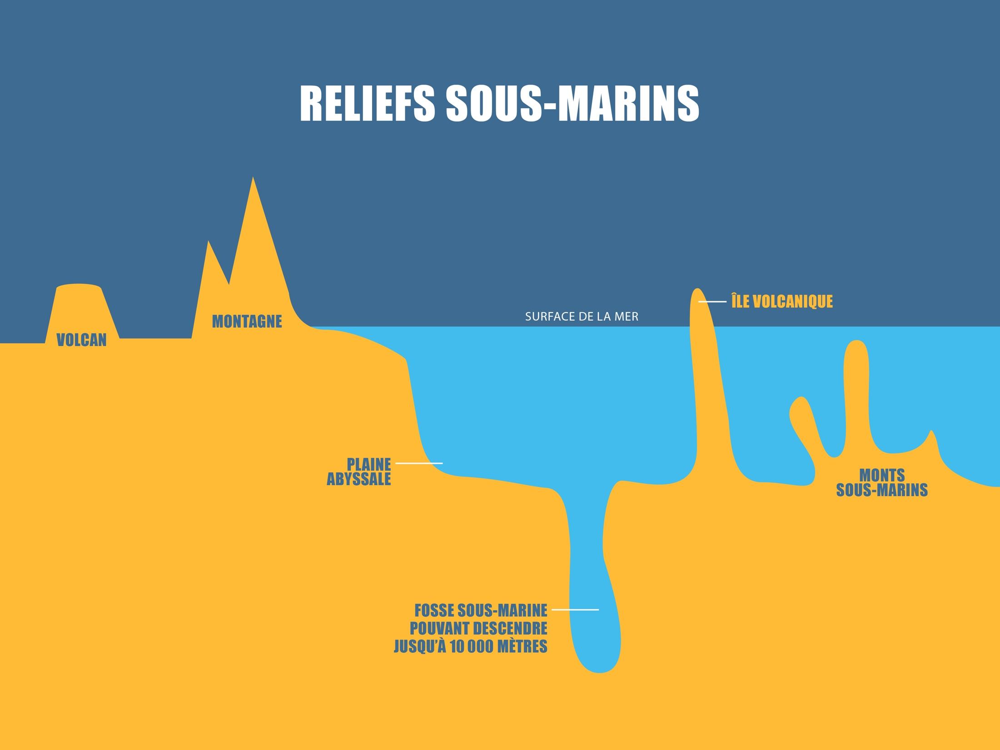 RELIEFS SOUS-MARINS
ÎLE VOLCANIQUE
SURFACE DE LA MER
MONTAGNE
VOLCAN
PLAINE
ABYSSALE
MONTS
SOUS-MARINS
FOSSE SOUS-MARINE
POUVANT DESCENDRE
JUSQU’À 10 000 MÈTRES